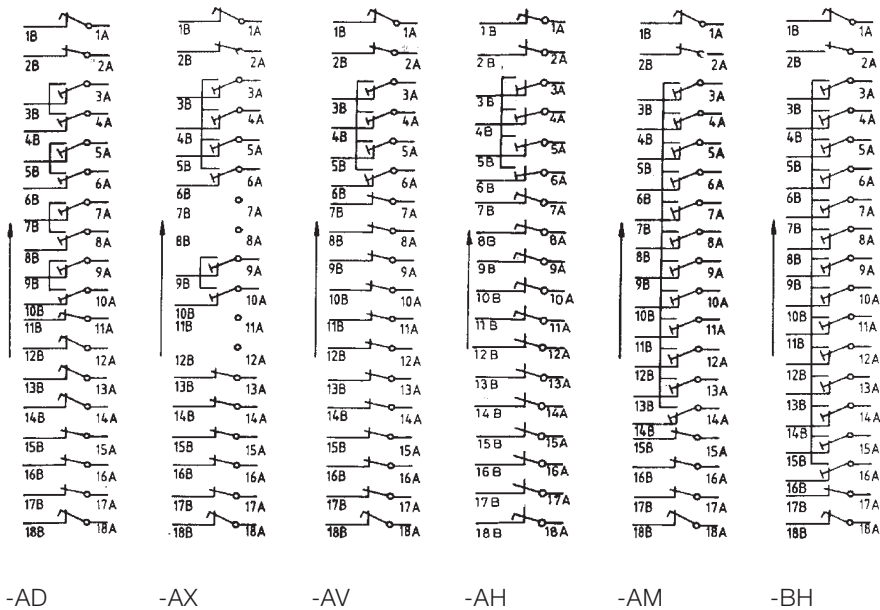 1B 1A 1B 1A 1B 1A 1B 1A 1B 1A 1B 1A
2B 2A 2B 2A 2B 2A 2B 2A 2B 2A 2B 2A
3B 3A 3B 3A 3B 3A 3B 3A 3B 3A 3B 3A
4B 4A 4B 4A 4B 4A 4B 4A 4B 4A 4B 4A
5B 5A 5B 5A 5B 5A 5B 5A 5B 5A 5B 5A
6B 6A 6B 6A 6B 6A 6B 6A 6B 6A 6B 6A
7B 7A 7B 7A 7B 7A 7B 7A 7B 7A 7B 7A
8B 8A 8B 8A 8B 8A 8B 8A 8B 8A 8B 8A
9B 9A 9B 9A 9B 9A 9B 9A 9B 9A 9B 9A
10B 10A 10B 10A 10B 10A 10B 10A 10B 10A 10B 10A
11B 11A 11B 11A 11B 11A 11B 11A 11B 11A 11B 11A
12B 12A 12B 12A 12B 12A 12B 12A 12B 12A 12B 12A
13B 13A 13B 13A 13B 13A 13B 13A 13B 13A 13B 13A
14B 14A 14B 14A 14B 14A 14B 14A 14B 14A 14B 14A
15B 15A 15B 15A 15B 15A 15B 15A 15B 15A 15B 15A
16B 16A 16B 16A 16B 16A 16B 16A 16B 16A 16B 16A
17B 17A 17B 17A 17B 17A 17B 17A 17B 17A 17B 17A
18B 18A 18B 18A 18B 18A 18B 18A 18B 18A 18B 18A
-AD -AX -AV -AH -AM -BH